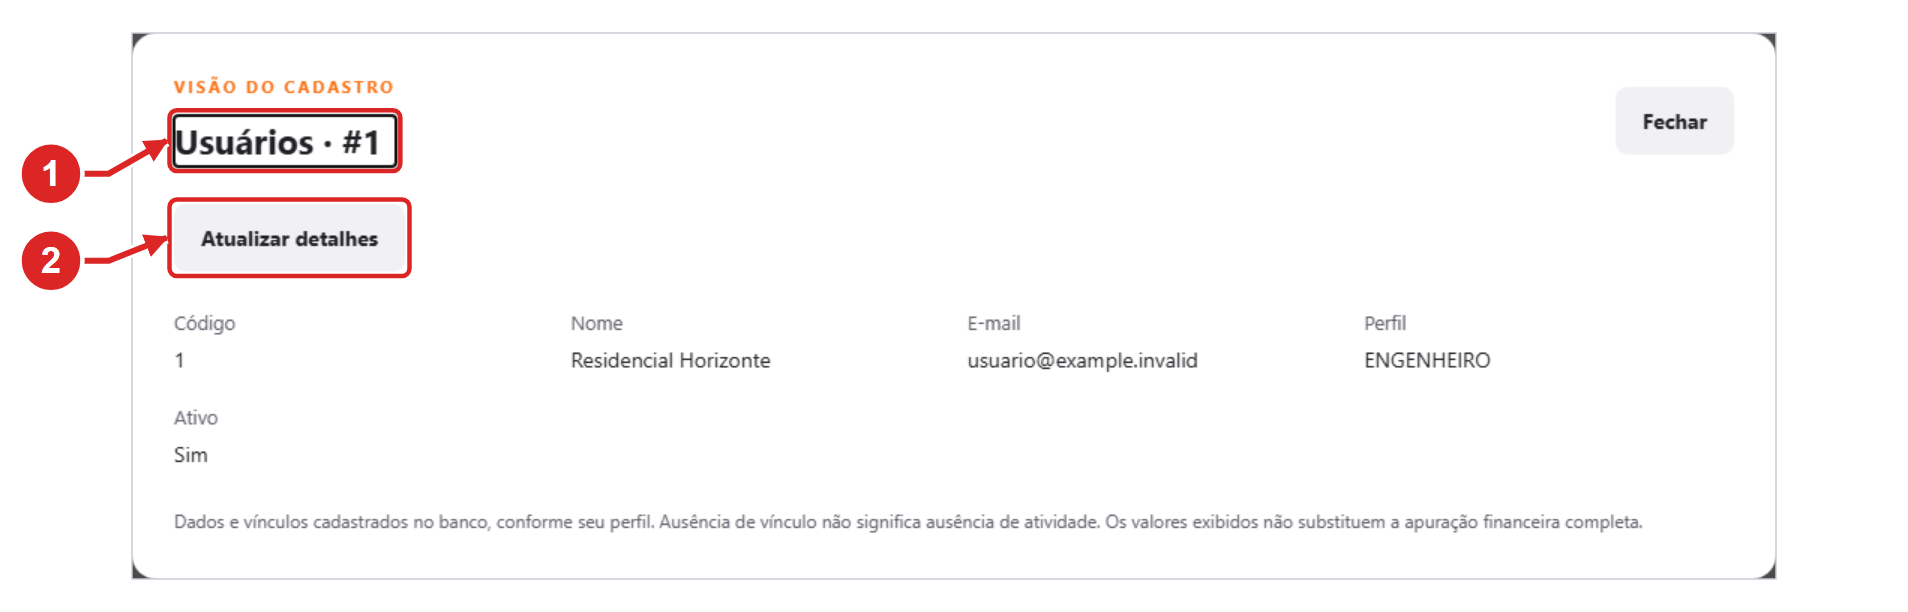 VISÃO DO CADASTRO
Usuários · #1
Fechar
1
Atualizar detalhes
2
Código
Nome
E-mail
Perfil
1
Residencial Horizonte
usuario@example.invalid
ENGENHEIRO
Ativo
Sim
Dados e vínculos cadastrados no banco, conforme seu perfil. Ausência de vínculo não significa ausência de atividade. Os valores exibidos não substituem a apuração financeira completa.